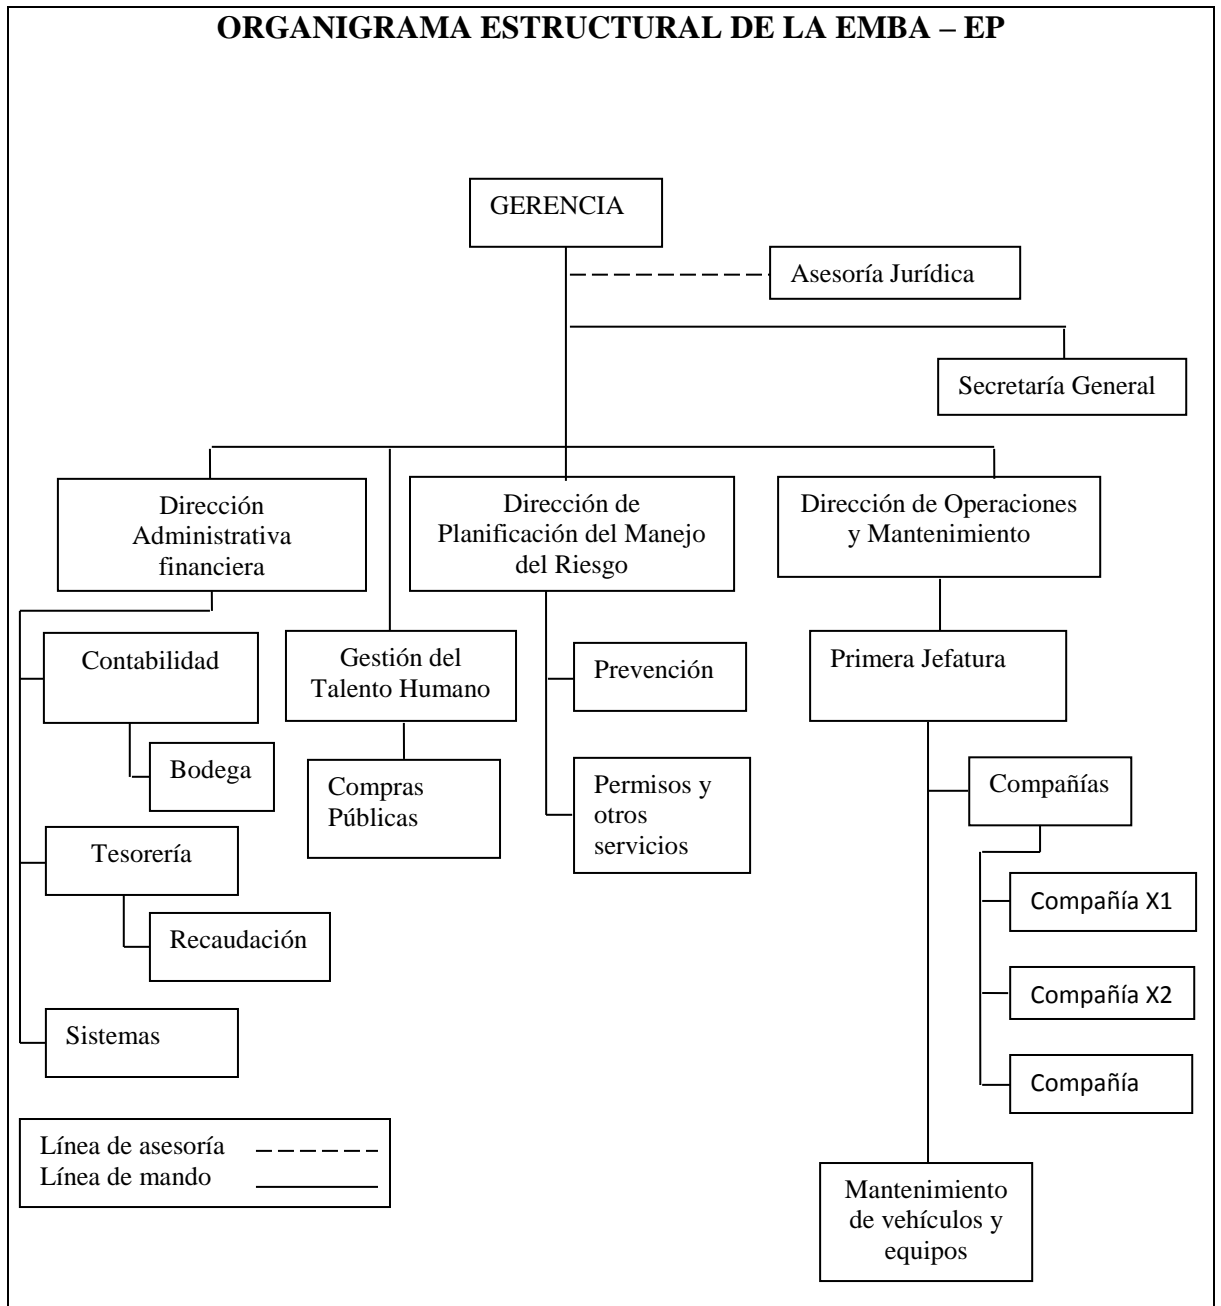 ORGANIGRAMA ESTRUCTURAL DE LA EMBA – EP
GERENCIA
Asesoría Jurídica
Secretaría General
Dirección
Administrativa
financiera
Dirección de
Planificación del Manejo
del Riesgo
Dirección de Operaciones
y Mantenimiento
Contabilidad
Gestión del
Talento Humano
Prevención
Primera Jefatura
Bodega
Compras
Públicas
Permisos y
otros
servicios
Compañías
Tesorería
Compañía X1
Recaudación
Compañía X2
Sistemas
Compañía
Línea de asesoría
Línea de mando
Mantenimiento
de vehículos y
equipos